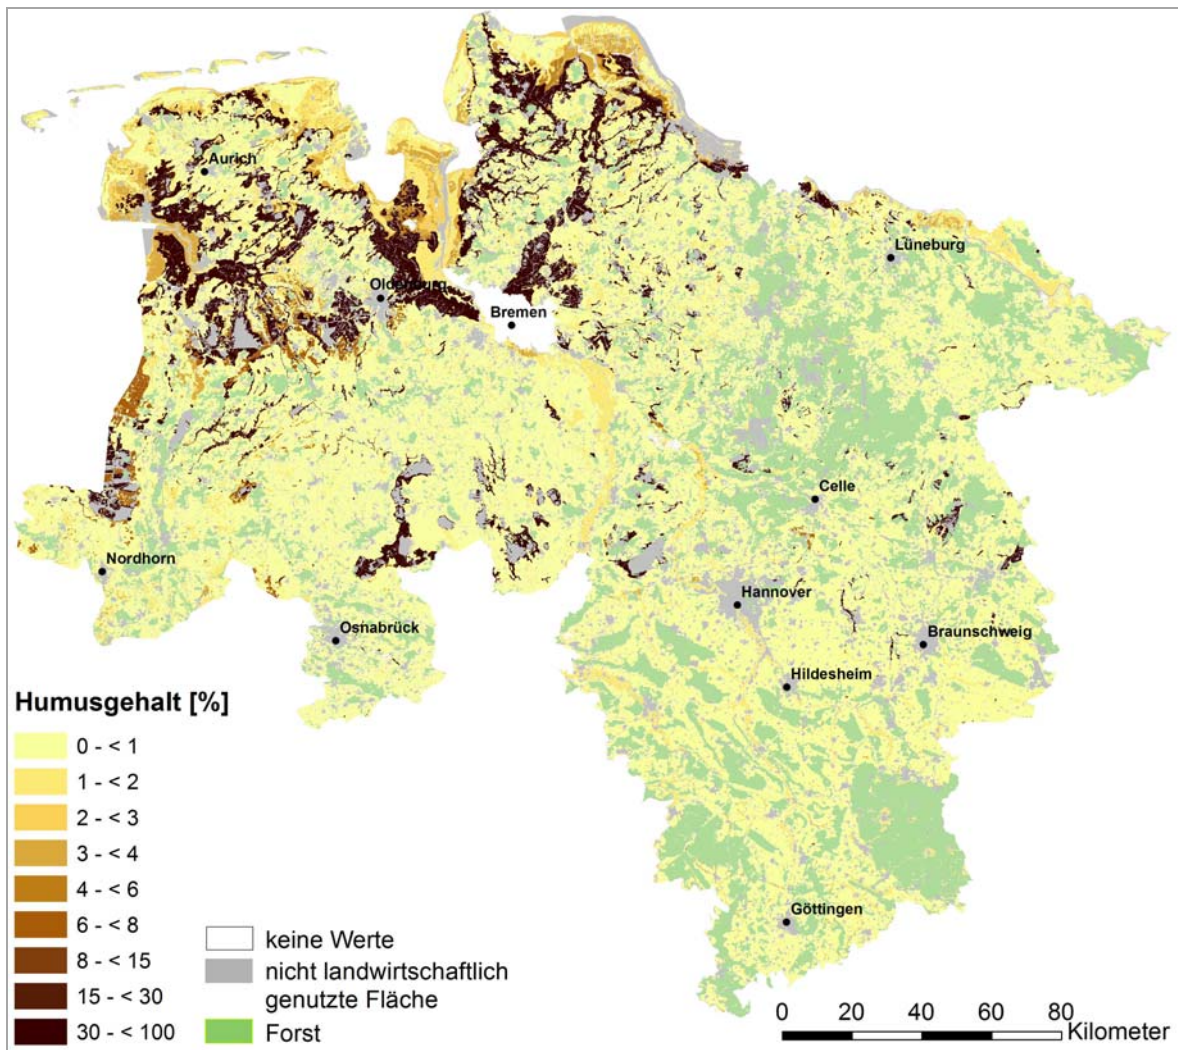 Aurich
Lüneburg
Oldenburg
Bremen
Celle
Nordhorn
Hannover
Osnabrück
Braunschweig
Hildesheim
Göttingen
Humusgehalt [%]
0 - < 1
1 - < 2
2 - < 3
3 - < 4
4 - < 6
6 - < 8
8 - < 15
15 - < 30
30 - < 100
keine Werte
nicht landwirtschaftlich
genutzte Fläche
Forst
0 20 40 60 80
Kilometer